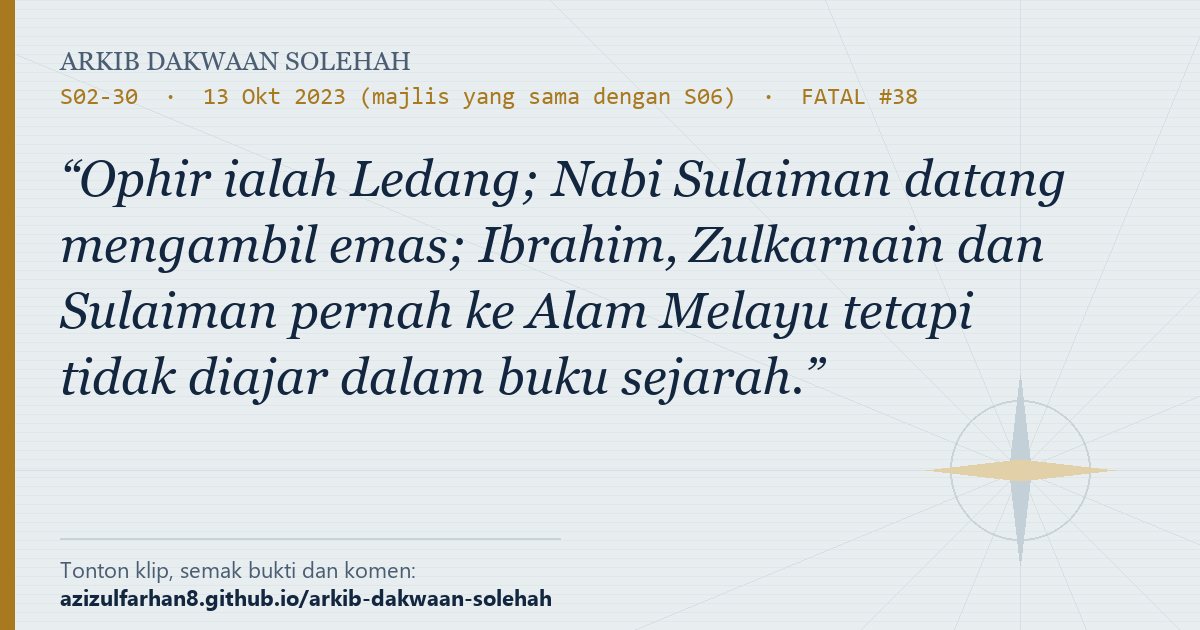 ARKIB DAKWAAN SOLEHAH
S02-30 · 13 Okt 2023 (majlis yang sama dengan S06) · FATAL #38
“Ophir ialah Ledang; Nabi Sulaiman datang
mengambil emas; Ibrahim, Zulkarnain dan
Sulaiman pernah ke Alam Melayu tetapi
tidak diajar dalam buku sejarah.”
Tonton klip, semak bukti dan komen:
azizulfarhan8.github.io/arkib-dakwaan-solehah